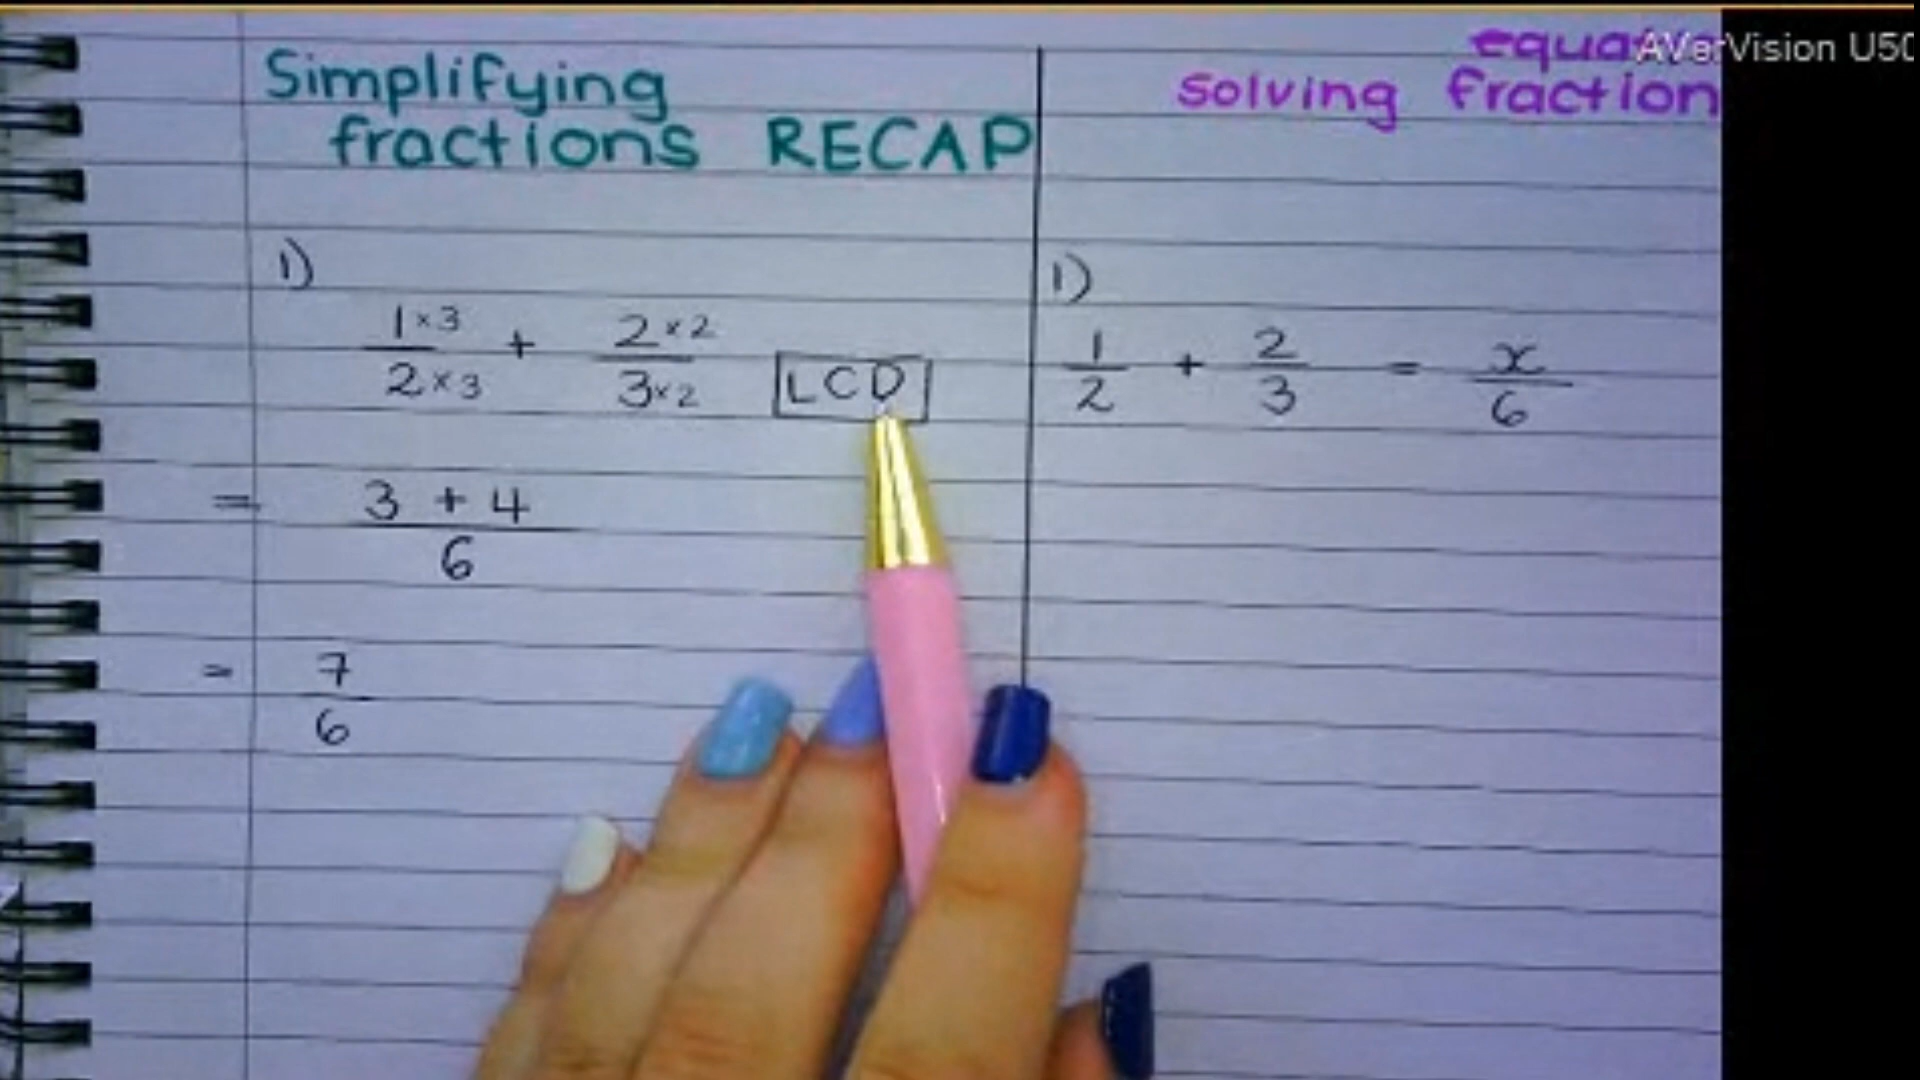 Simplifying
fractions RECAP
1)
1×3/2×3 + 2×2/3×2 LCD
= 3 + 4/6
= 7/6
Solving fraction
1)
1/2 + 2/3 = x/6
AVerVision U50